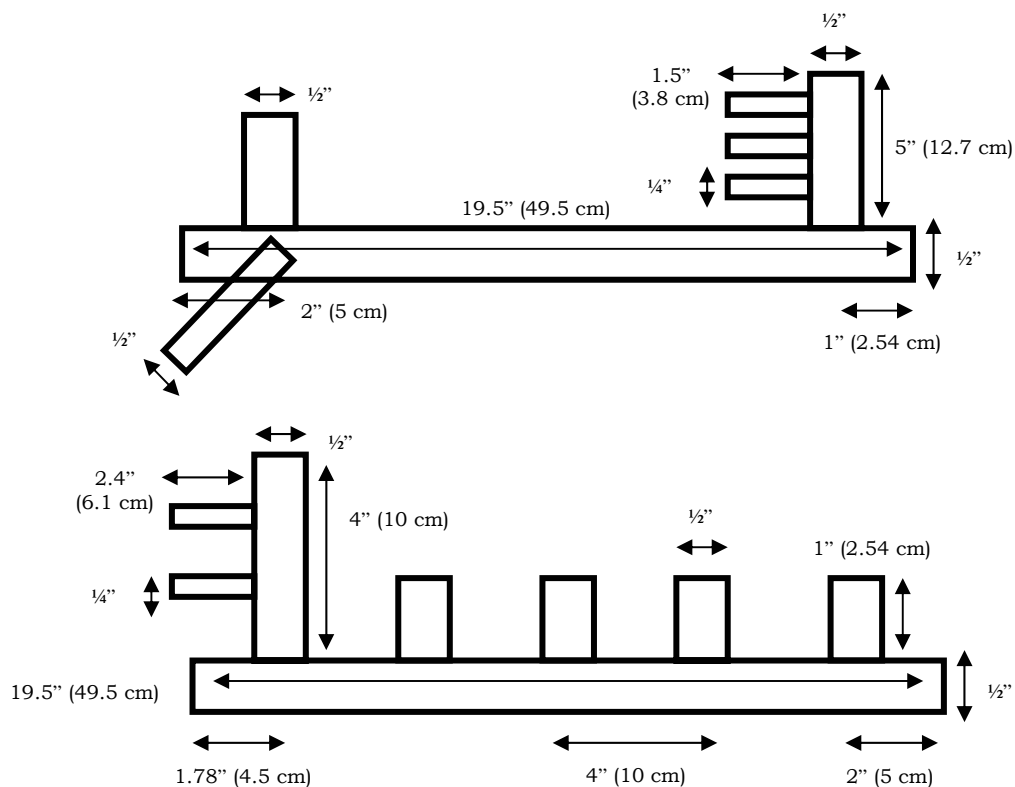 ½”
1.5”
(3.8 cm)
½”
5” (12.7 cm)
¼”
19.5” (49.5 cm)
½”
2” (5 cm)
½”
1” (2.54 cm)
½”
2.4”
(6.1 cm)
4” (10 cm)
½”
1” (2.54 cm)
¼”
19.5” (49.5 cm)
½”
1.78” (4.5 cm)
4” (10 cm)
2” (5 cm)